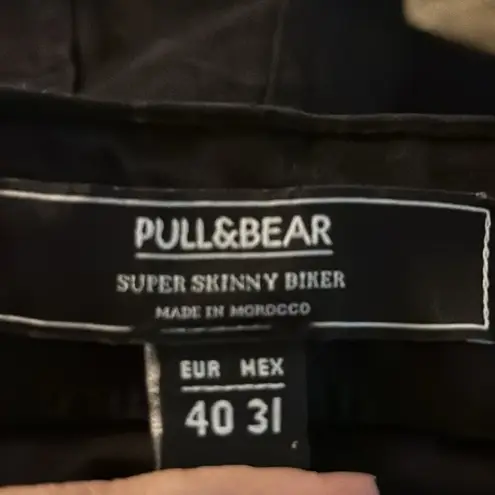 PULL&BEAR
SUPER SKINNY BIKER
MADE IN MOROCCO
EUR MEX
40 31